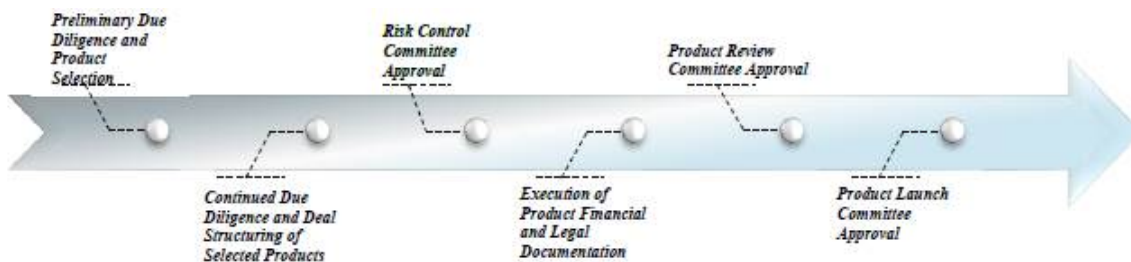 Preliminary Due
Diligence and
Product
Selection
Continued Due
Diligence and Deal
Structuring of
Selected Products
Risk Control
Committee
Approval
Execution of
Product Financial
and Legal
Documentation
Product Review
Committee Approval
Product Launch
Committee
Approval